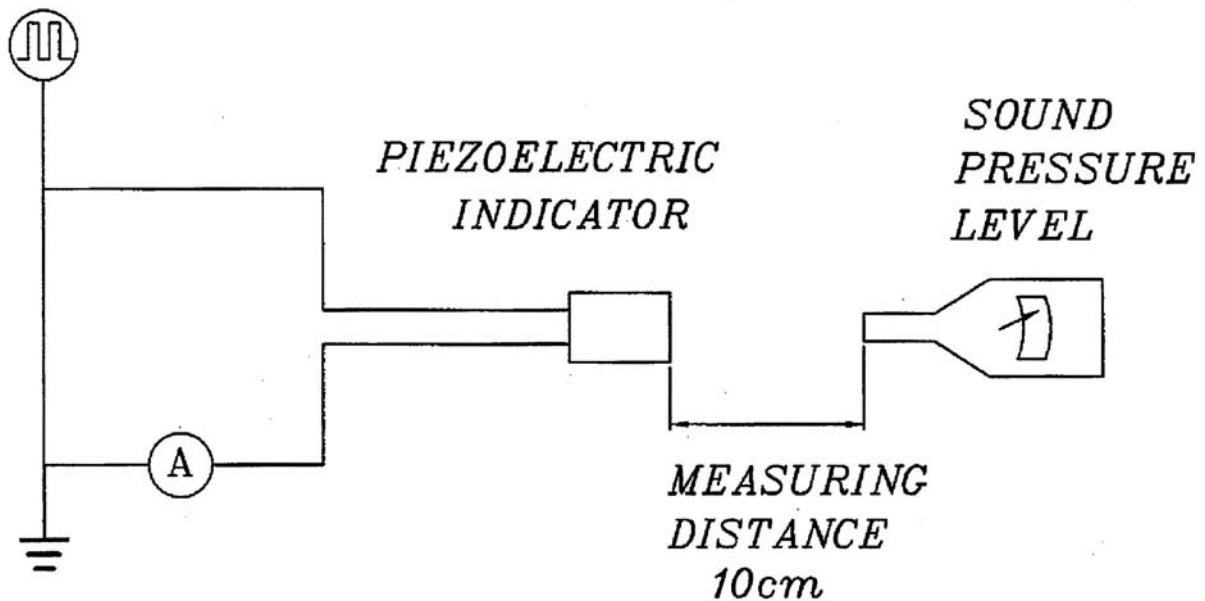 PIEZOELECTRIC
INDICATOR
SOUND
PRESSURE
LEVEL
A
MEASURING
DISTANCE
10cm